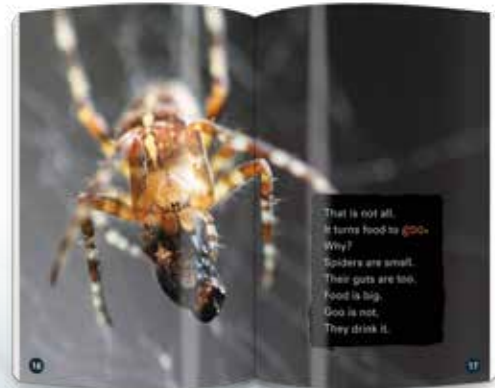 That is not all.
It turns food to goo.
Why?
Spiders are small.
Their guts are too.
Food is big.
Goo is not.
They drink it.
16
17